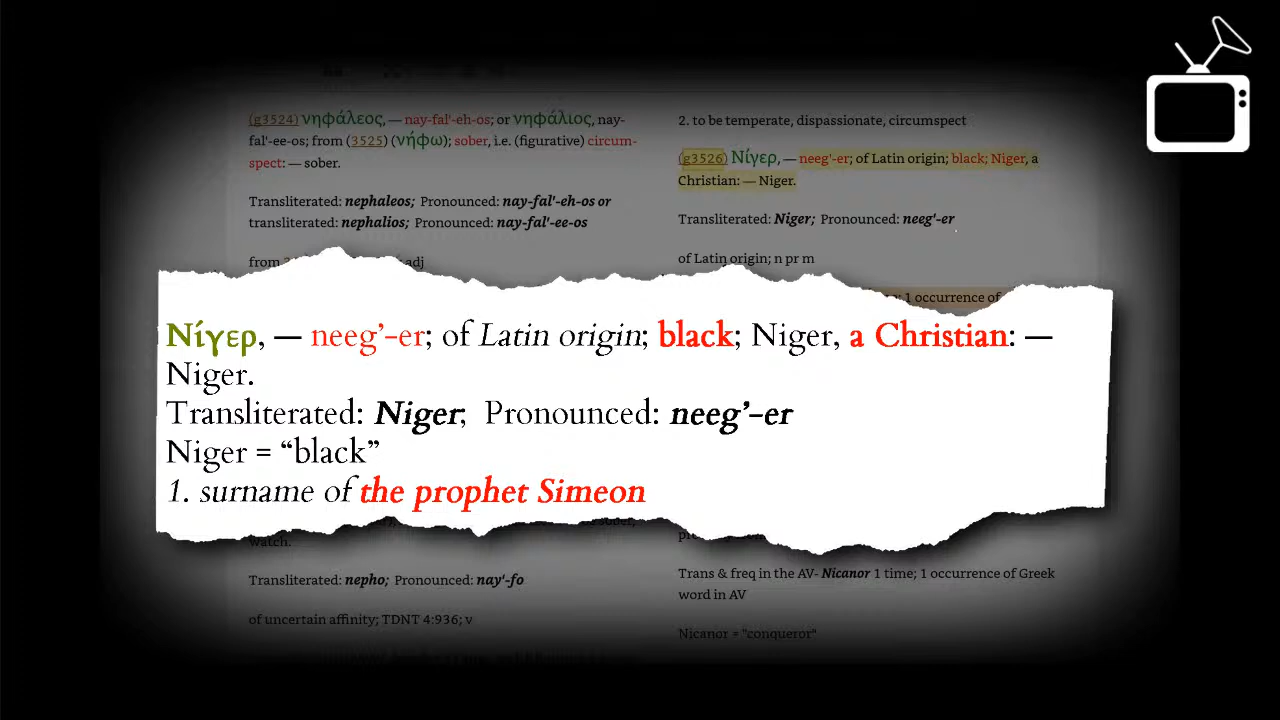 (g3524) νηφάλεος, — nay-fal'-eh-os; or νηφάλιος, nay-
fal'-ee-os; from (3525) (νήφω); sober, i.e. (figurative) circum-
spect: — sober.
Transliterated: nephaleos; Pronounced: nay-fal'-eh-os or
transliterated: nephalios; Pronounced: nay-fal'-ee-os
from
adj
2. to be temperate, dispassionate, circumspect
(g3526) Νίγερ, — neeg'-er; of Latin origin; black; Niger, a
Christian: — Niger.
Transliterated: Niger; Pronounced: neeg'-er
of Latin origin; n pr m
1 occurrence of
Νίγερ, — neeg’-er; of Latin origin; black; Niger, a Christian: —
Niger.
Transliterated: Niger; Pronounced: neeg’-er
Niger = “black”
1. surname of the prophet Simeon
watch.
Transliterated: nepho; Pronounced: nay'-fo
of uncertain affinity; TDNT 4:936; v
Trans & freq in the AV- Nicanor 1 time; 1 occurrence of Greek
word in AV
Nicanor = "conqueror"